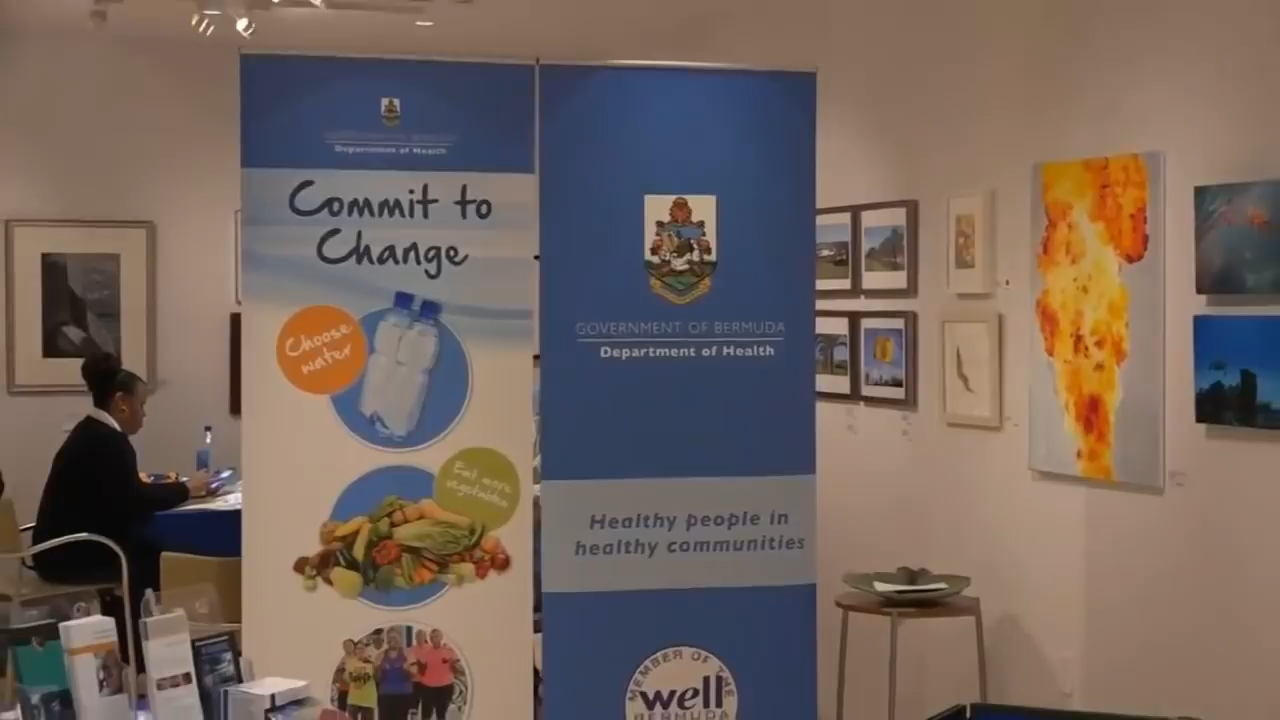 Department of Health
Commit to
Change
Choose
water
Eat more
vegetables
GOVERNMENT OF BERMUDA
Department of Health
Healthy people in
healthy communities
MEMBER OF THE
well
BERMUDA